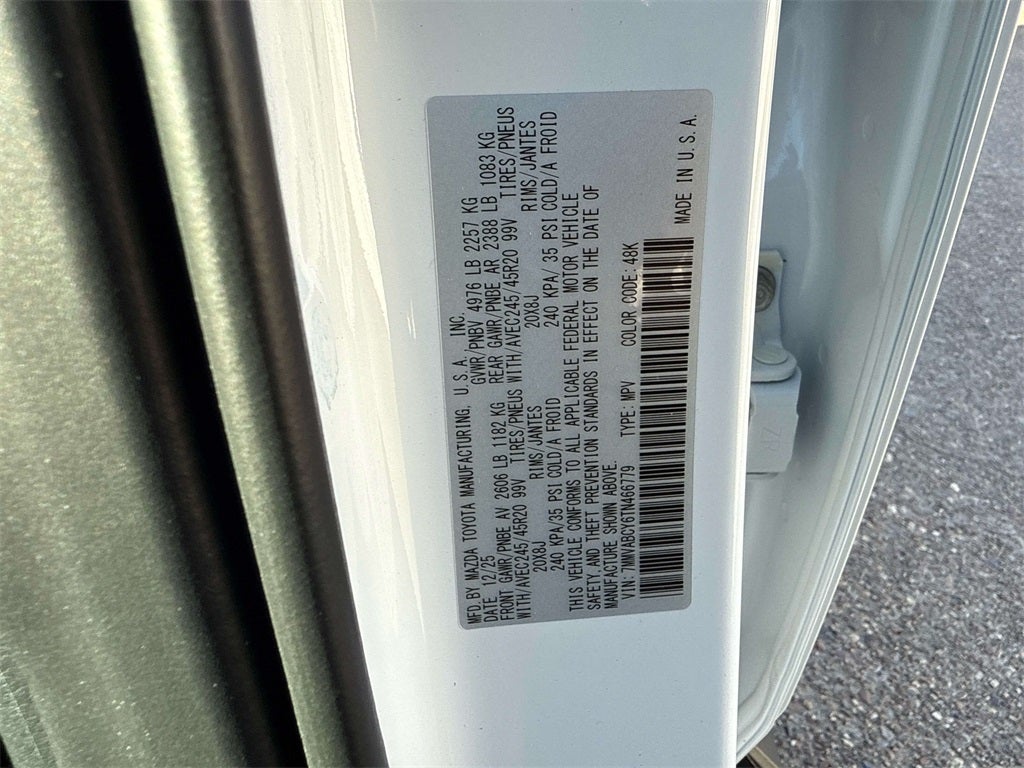 MFD.BY MAZDA TOYOTA MANUFACTURING, U.S.A., INC.
DATE 12/25 GVWR/PNBV 4976 LB 2257 KG
FRONT GAWR/PNBE AV 2606 LB 1182 KG REAR GAWR/PNBE AR 2388 LB 1083 KG
WITH/AVEC245/45R20 99V TIRES/PNEUS WITH/AVEC245/45R20 99V TIRES/PNEUS
20X8J RIMS/JANTES 20X8J RIMS/JANTES
240 KPA/35 PSI COLD/A FROID 240 KPA/ 35 PSI COLD/A FROID
THIS VEHICLE CONFORMS TO ALL APPLICABLE FEDERAL MOTOR VEHICLE
SAFETY AND THEFT PREVENTION STANDARDS IN EFFECT ON THE DATE OF
MANUFACTURE SHOWN ABOVE.
VIN: 7MMVABCY6TN466779 TYPE: MPV COLOR CODE: 48K
MADE IN U.S.A.